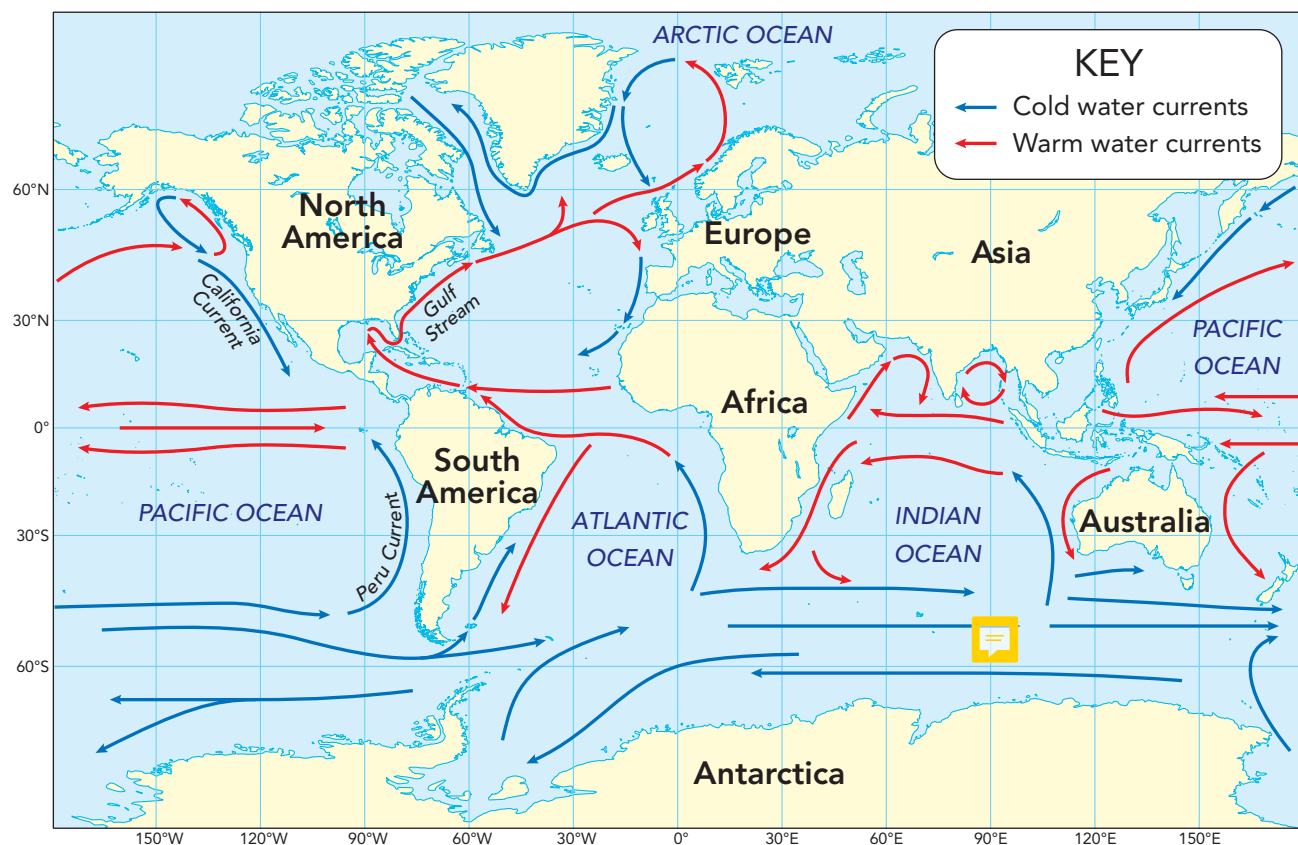 ARCTIC OCEAN
KEY
Cold water currents
Warm water currents
60°N
North
America
Europe
Asia
California
Current
Gulf
Stream
30°N
PACIFIC
OCEAN
Africa
0°
South
America
PACIFIC OCEAN
Peru Current
ATLANTIC
OCEAN
INDIAN
OCEAN
Australia
30°S
60°S
Antarctica
150°W
120°W
90°W
60°W
30°W
0°
30°E
60°E
90°E
120°E
150°E